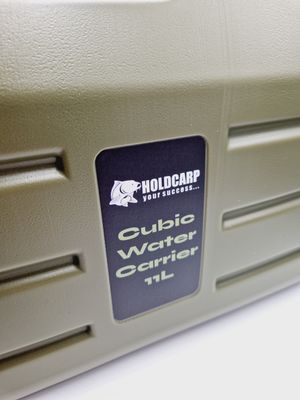 HOLDCARP
your success...
Cubic
Water
Carrier
11L